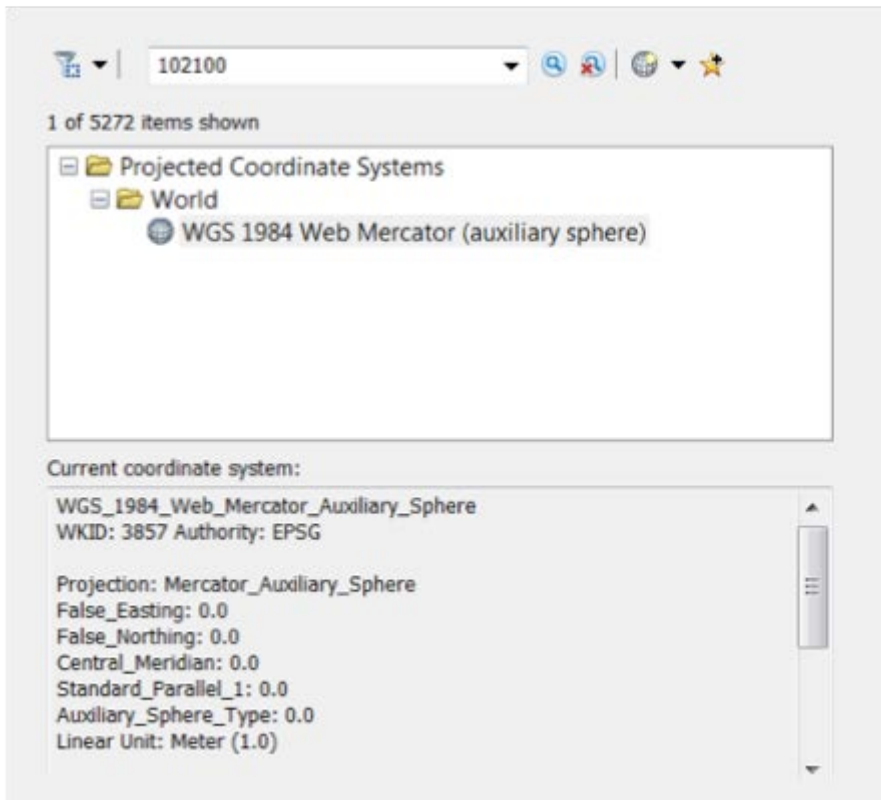 102100
1 of 5272 items shown
Projected Coordinate Systems
World
WGS 1984 Web Mercator (auxiliary sphere)
Current coordinate system:
WGS_1984_Web_Mercator_Auxiliary_Sphere
WKID: 3857 Authority: EPSG
Projection: Mercator_Auxiliary_Sphere
False_Easting: 0.0
False_Northing: 0.0
Central_Meridian: 0.0
Standard_Parallel_1: 0.0
Auxiliary_Sphere_Type: 0.0
Linear Unit: Meter (1.0)